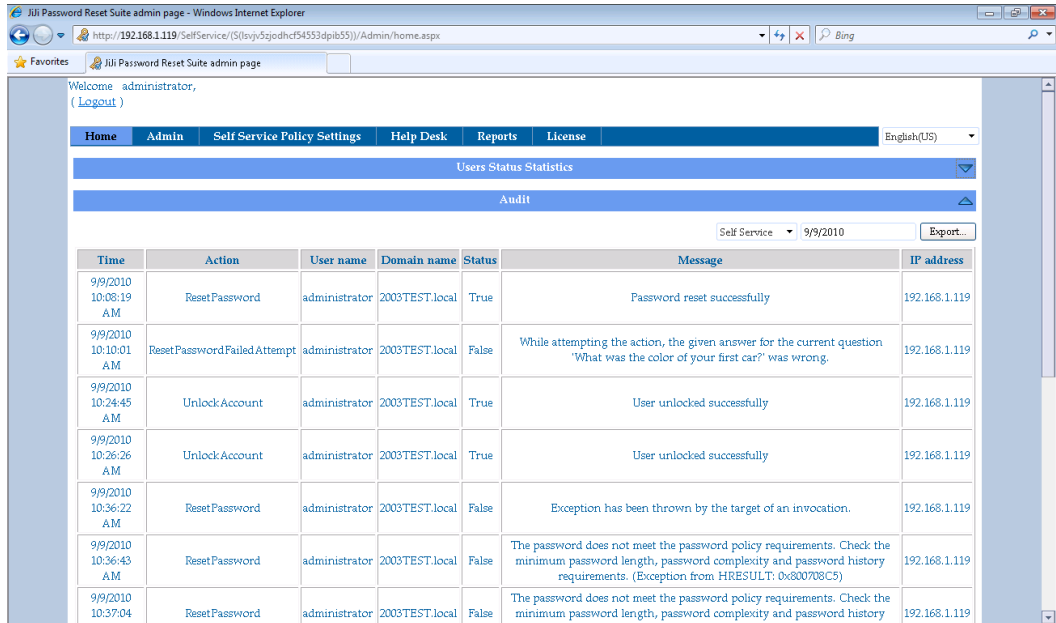 JiJi Password Reset Suite admin page - Windows Internet Explorer
http://192.168.1.119/SelfService/(S(lsvjv5zjodhcf54553dpib55))/Admin/home.aspx
Bing
Favorites
JiJi Password Reset Suite admin page
Welcome administrator,
( Logout )
Home Admin Self Service Policy Settings Help Desk Reports License
English(US)
Users Status Statistics
Audit
Self Service 9/9/2010 Export...
Time Action User name Domain name Status Message IP address
9/9/2010
10:08:19
AM
ResetPassword administrator 2003TEST.local True Password reset successfully 192.168.1.119
9/9/2010
10:10:01
AM
ResetPasswordFailedAttempt administrator 2003TEST.local False
While attempting the action, the given answer for the current question
'What was the color of your first car?' was wrong.
192.168.1.119
9/9/2010
10:24:45
AM
UnlockAccount administrator 2003TEST.local True User unlocked successfully 192.168.1.119
9/9/2010
10:26:26
AM
UnlockAccount administrator 2003TEST.local True User unlocked successfully 192.168.1.119
9/9/2010
10:36:22
AM
ResetPassword administrator 2003TEST.local False Exception has been thrown by the target of an invocation. 192.168.1.119
9/9/2010
10:36:43
AM
ResetPassword administrator 2003TEST.local False
The password does not meet the password policy requirements. Check the
minimum password length, password complexity and password history
requirements. (Exception from HRESULT: 0x800708C5)
192.168.1.119
9/9/2010
10:37:04
ResetPassword administrator 2003TEST.local False
The password does not meet the password policy requirements. Check the
minimum password length, password complexity and password history
192.168.1.119